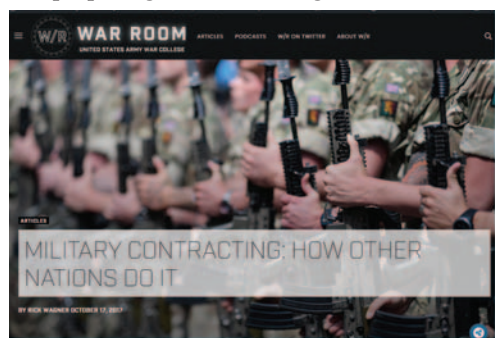 W/R
WAR ROOM
UNITED STATES ARMY WAR COLLEGE
ARTICLES PODCASTS W/R ON TWITTER ABOUT W/R
ARTICLES
MILITARY CONTRACTING: HOW OTHER
NATIONS DO IT
BY RICK WAGNER OCTOBER 17, 2017